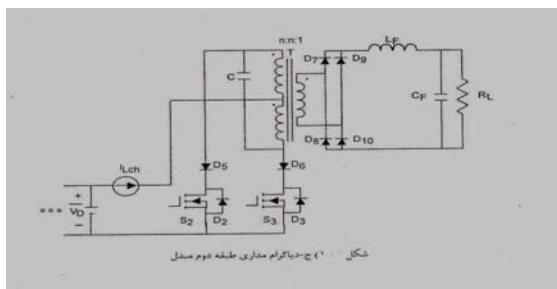 n:n:1
T
D7 D9
LF
C
CF
RL
D8 D10
D5
D6
iLch
+
VD
−
S2
D2
S3
D3
شکل ۱۰) ج-دیاگرام مداری طبقه دوم مبدل